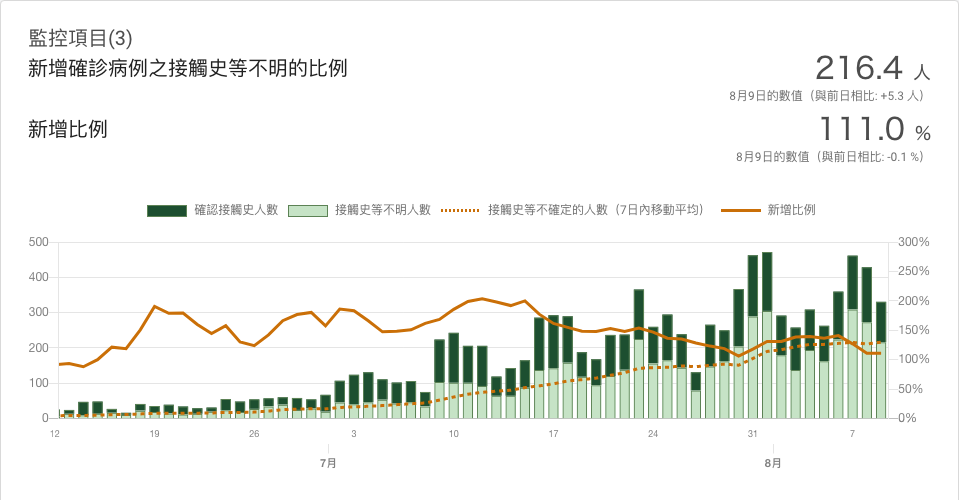 監控項目(3)
新增確診病例之接觸史等不明的比例
216.4 人
8月9日的數值（與前日相比: +5.3 人）
新增比例
111.0 %
8月9日的數值（與前日相比: -0.1 %）
確認接觸史人數 接觸史等不明人數 接觸史等不確定的人數（7日內移動平均） 新增比例
500 300%
250%
400
200%
300
150%
200
100%
100
50%
0 0%
12 19 26 3 10 17 24 31 7
7月 8月